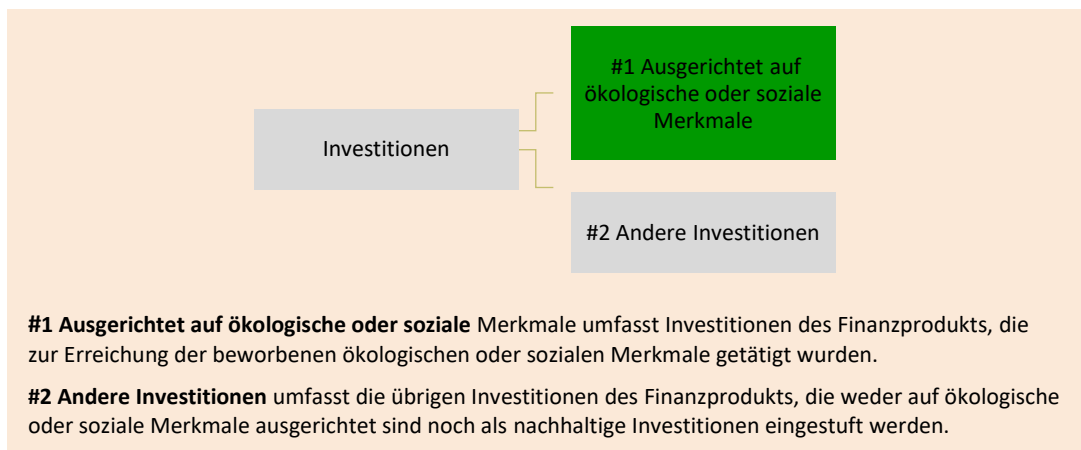 #1 Ausgerichtet auf
ökologische oder soziale
Merkmale
Investitionen
#2 Andere Investitionen
#1 Ausgerichtet auf ökologische oder soziale Merkmale umfasst Investitionen des Finanzprodukts, die
zur Erreichung der beworbenen ökologischen oder sozialen Merkmale getätigt wurden.
#2 Andere Investitionen umfasst die übrigen Investitionen des Finanzprodukts, die weder auf ökologische
oder soziale Merkmale ausgerichtet sind noch als nachhaltige Investitionen eingestuft werden.